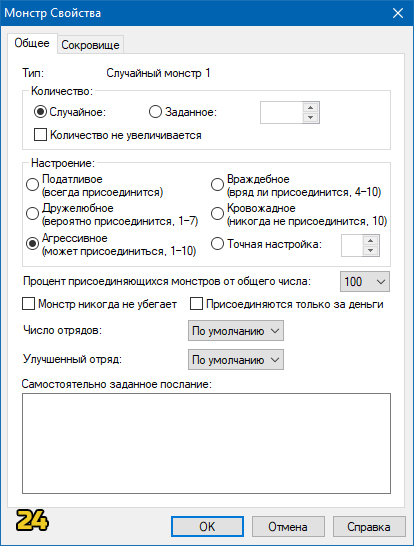 Монстр Свойства
Общее Сокровище
Тип: Случайный монстр 1
Количество:
Случайное: Заданное:
Количество не увеличивается
Настроение:
Податливое Враждебное
(всегда присоединится) (вряд ли присоединится, 4–10)
Дружелюбное Кровожадное
(вероятно присоединится, 1–7) (никогда не присоединится, 10)
Агрессивное Точная настройка:
(может присоединиться, 1–10)
Процент присоединяющихся монстров от общего числа: 100
Монстр никогда не убегает Присоединяются только за деньги
Число отрядов: По умолчанию
Улучшенный отряд: По умолчанию
Самостоятельно заданное послание:
24 OK Отмена Справка